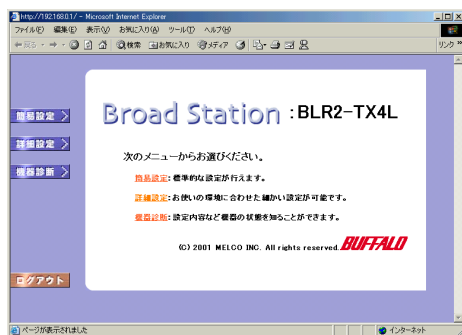 http://192.168.0.1/ - Microsoft Internet Explorer
ファイル(F) 編集(E) 表示(V) お気に入り(A) ツール(T) ヘルプ(H)
戻る 検索 お気に入り メディア リンク »
Broad Station :BLR2-TX4L
簡易設定
詳細設定
機器診断
次のメニューからお選びください。
簡易設定: 標準的な設定が行えます。
詳細設定: お使いの環境に合わせた細かい設定が可能です。
機器診断: 設定内容など機器の状態を知ることができます。
(C) 2001 MELCO INC. All rights reserved. BUFFALO
ログアウト
ページが表示されました インターネット